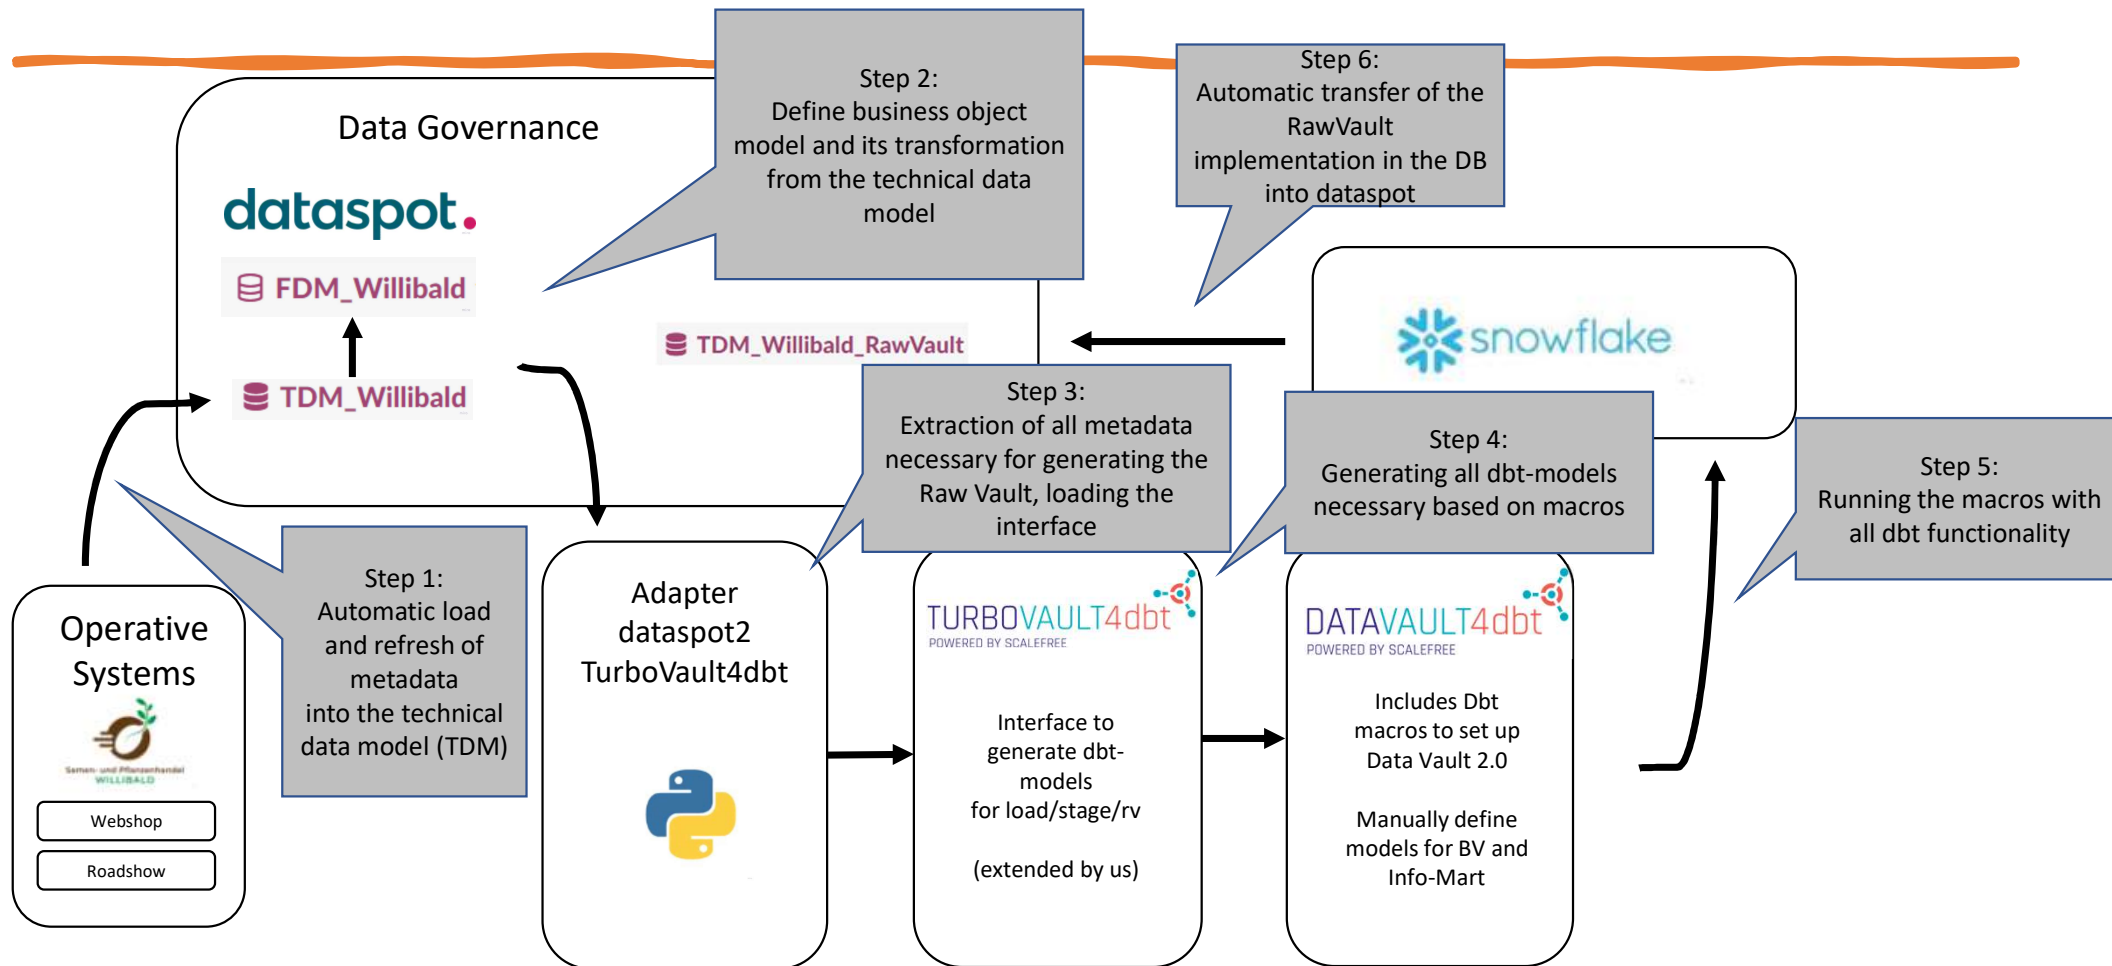 Data Governance
dataspot.
FDM_Willibald
TDM_Willibald
TDM_Willibald_RawVault
Step 2:
Define business object
model and its transformation
from the technical data
model
Step 6:
Automatic transfer of the
RawVault
implementation in the DB
into dataspot
snowflake
Step 3:
Extraction of all metadata
necessary for generating the
Raw Vault, loading the
interface
Step 4:
Generating all dbt-models
necessary based on macros
Step 5:
Running the macros with
all dbt functionality
Step 1:
Automatic load
and refresh of
metadata
into the technical
data model (TDM)
Operative
Systems
Samen- und Pflanzenhandel
WILLIBALD
Webshop
Roadshow
Adapter
dataspot2
TurboVault4dbt
TURBOVAULT4dbt
POWERED BY SCALEFREE
Interface to
generate dbt-
models
for load/stage/rv
(extended by us)
DATAVAULT4dbt
POWERED BY SCALEFREE
Includes Dbt
macros to set up
Data Vault 2.0
Manually define
models for BV and
Info-Mart